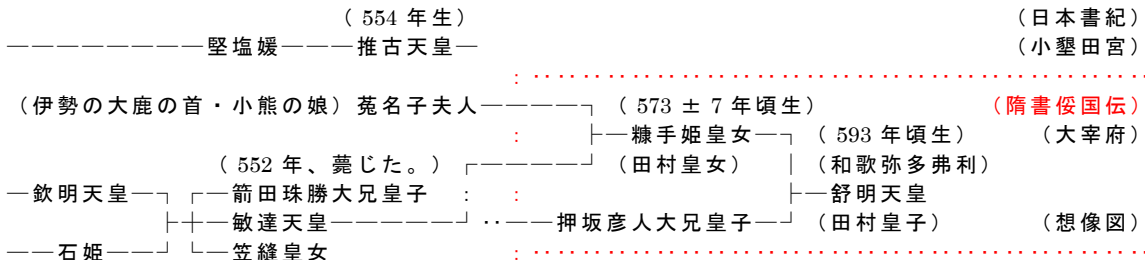 (554年生) (日本書紀)
————————堅塩媛———推古天皇— (小墾田宮)
(伊勢の大鹿の首・小熊の娘)菟名子夫人————┐ (573±7年頃生) (隋書俀国伝)
├—糠手姫皇女—┐ (593年頃生) (大宰府)
(552年、薨じた。) ┌————┘ (田村皇女) | (和歌弥多弗利)
—欽明天皇—┐ ┌—箭田珠勝大兄皇子 : : ├—舒明天皇
├┼—敏達天皇—————┘ ‥——押坂彦人大兄皇子—┘ (田村皇子) (想像図)
——石姫——┘ └—笠縫皇女